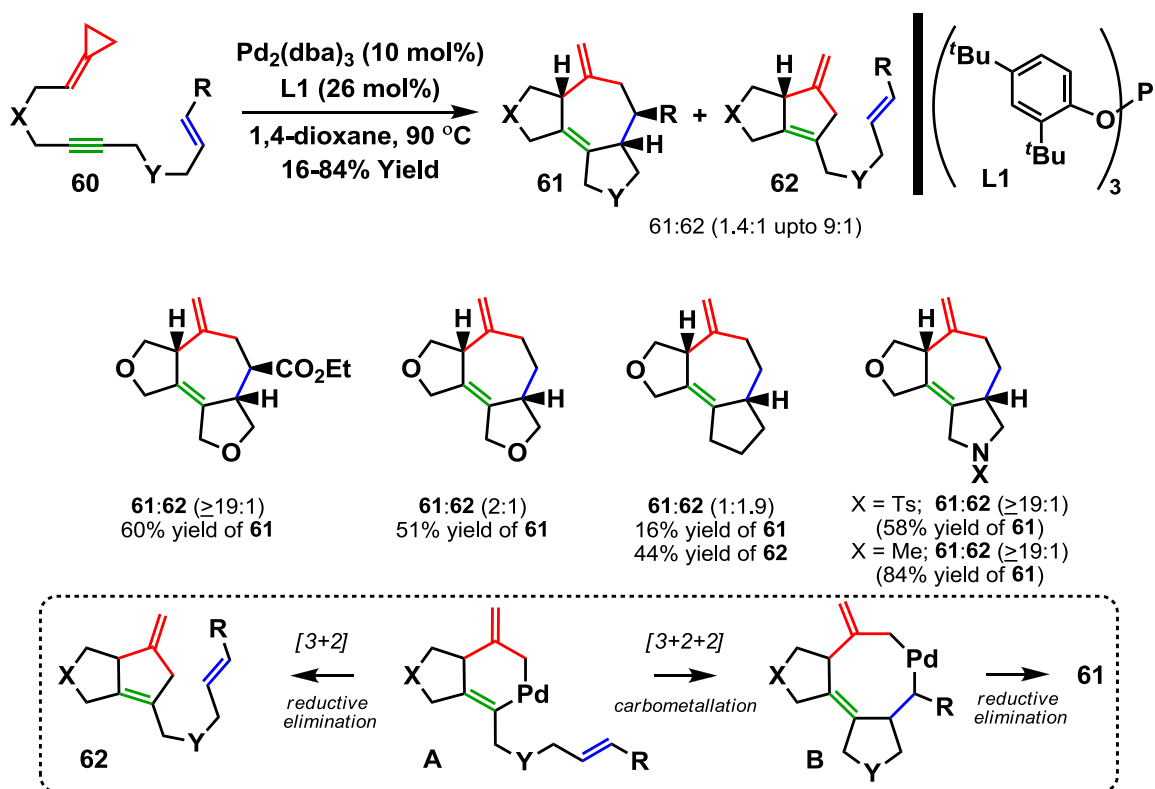 Pd2(dba)3 (10 mol%)
L1 (26 mol%)
1,4-dioxane, 90 °C
16-84% Yield
X
Y
R
60
H
X
R
H
Y
61
+
H
X
R
Y
62
tBu
tBu
O
P
3
L1
61:62 (1.4:1 upto 9:1)
H
O
CO2Et
H
O
61:62 (≥19:1)
60% yield of 61
H
O
H
O
61:62 (2:1)
51% yield of 61
H
O
H
61:62 (1:1.9)
16% yield of 61
44% yield of 62
H
O
H
N
X
X = Ts; 61:62 (≥19:1)
(58% yield of 61)
X = Me; 61:62 (≥19:1)
(84% yield of 61)
X
R
Y
62
[3+2]
reductive
elimination
X
Pd
Y
R
A
[3+2+2]
carbometallation
X
Pd
R
Y
B
reductive
elimination
61